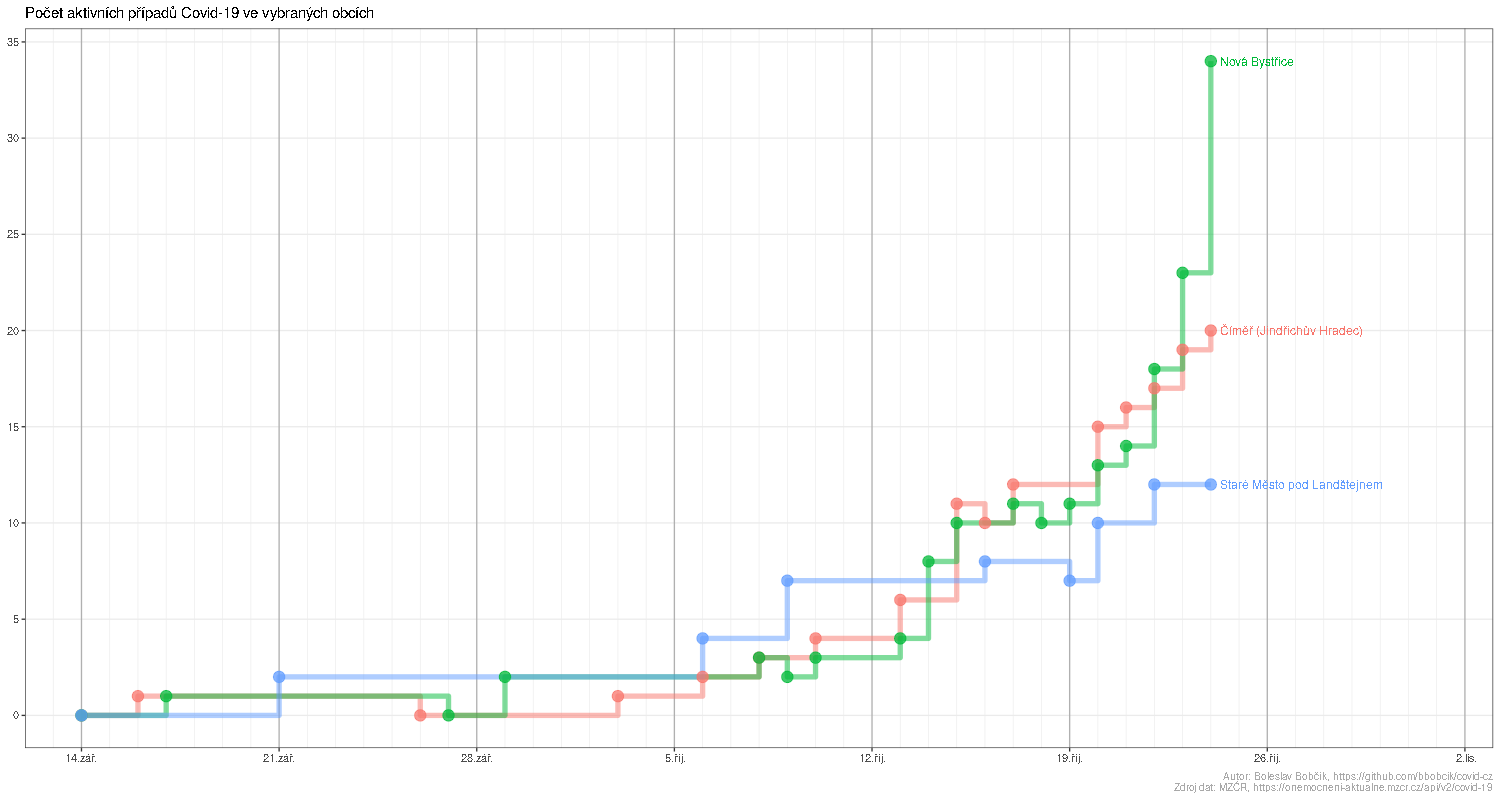 Počet aktivních případů Covid-19 ve vybraných obcích
35
30
25
20
15
10
5
0
Nová Bystřice
Číměř (Jindřichův Hradec)
Staré Město pod Landštejnem
14.zář. 21.zář. 28.zář. 5.říj. 12.říj. 19.říj. 26.říj. 2.lis.
Autor: Boleslav Bobčík, https://github.com/bbobcik/covid-cz
Zdroj dat: MZČR, https://onemocneni-aktualne.mzcr.cz/api/v2/covid-19